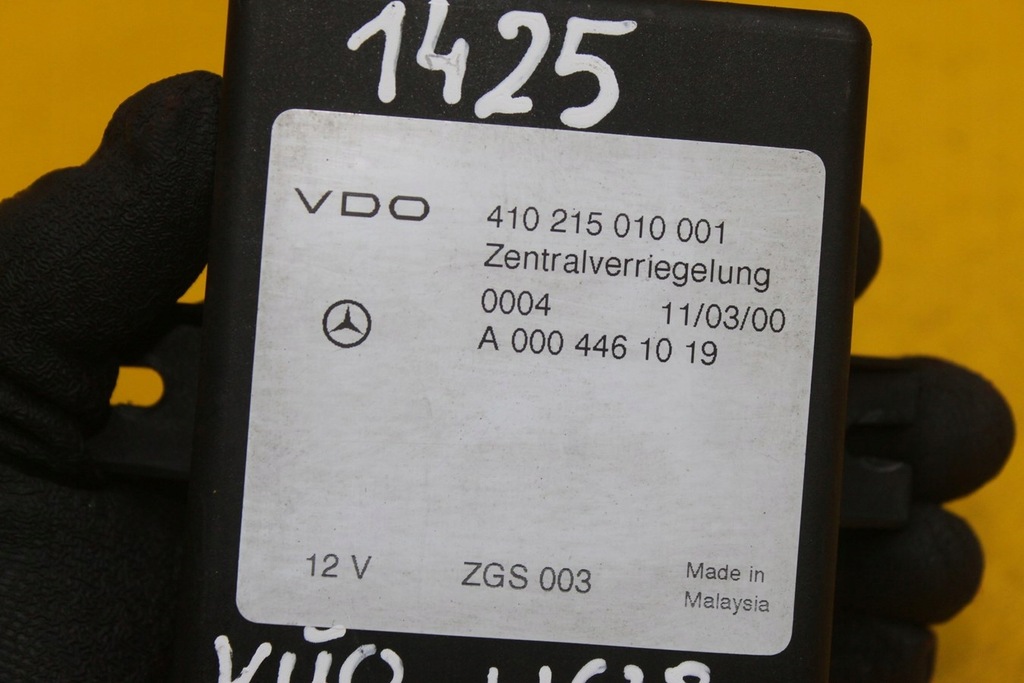 1425
VDO 410 215 010 001
Zentralverriegelung
0004 11/03/00
A 000 446 10 19
12 V ZGS 003 Made in
Malaysia